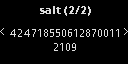 salt (2/2)
< 424718550612870011 >
2109